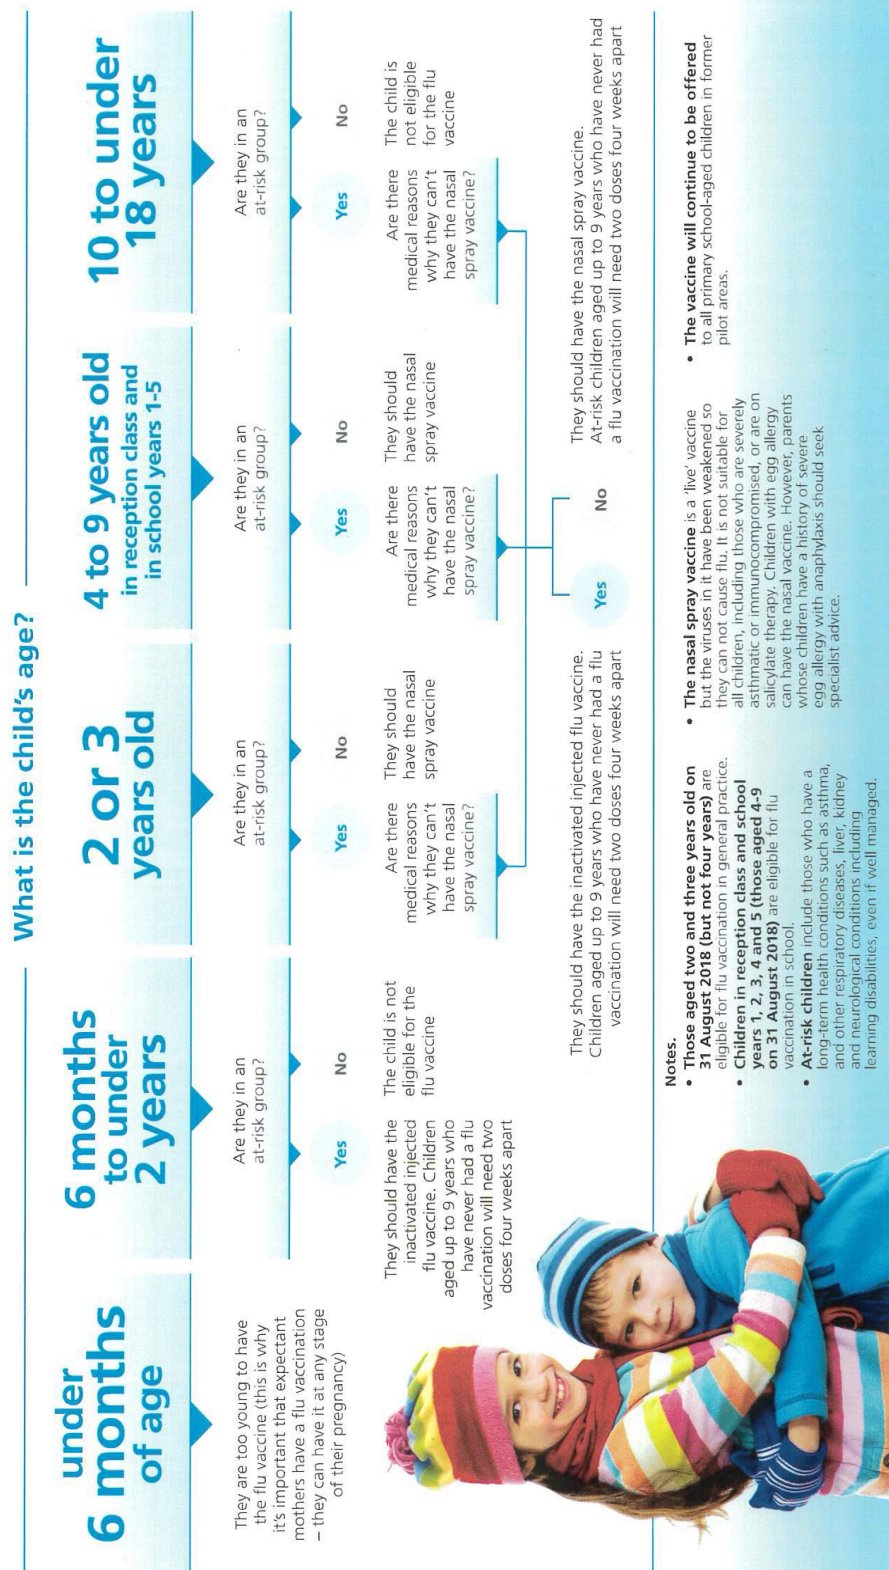 What is the child's age?
under
6 months
of age
They are too young to have
the flu vaccine (this is why
it's important that expectant
mothers have a flu vaccination
– they can have it at any stage
of their pregnancy)
6 months
to under
2 years
Are they in an
at-risk group?
Yes
No
They should have the
inactivated injected
flu vaccine. Children
aged up to 9 years who
have never had a flu
vaccination will need two
doses four weeks apart
The child is not
eligible for the
flu vaccine
2 or 3
years old
Are they in an
at-risk group?
Yes
No
Are there
medical reasons
why they can't
have the nasal
spray vaccine?
They should
have the nasal
spray vaccine
4 to 9 years old
in reception class and
in school years 1-5
Are they in an
at-risk group?
Yes
No
Are there
medical reasons
why they can't
have the nasal
spray vaccine?
They should
have the nasal
spray vaccine
10 to under
18 years
Are they in an
at-risk group?
Yes
No
Are there
medical reasons
why they can't
have the nasal
spray vaccine?
The child is
not eligible
for the flu
vaccine
They should have the inactivated injected flu vaccine.
Children aged up to 9 years who have never had a flu
vaccination will need two doses four weeks apart
Yes
No
They should have the nasal spray vaccine.
At-risk children aged up to 9 years who have never had
a flu vaccination will need two doses four weeks apart
Notes.
• Those aged two and three years old on
31 August 2018 (but not four years) are
eligible for flu vaccination in general practice.
• Children in reception class and school
years 1, 2, 3, 4 and 5 (those aged 4-9
on 31 August 2018) are eligible for flu
vaccination in school.
• At-risk children include those who have a
long-term health conditions such as asthma,
and other respiratory diseases, liver, kidney
and neurological conditions including
learning disabilities, even if well managed.
• The nasal spray vaccine is a 'live' vaccine
but the viruses in it have been weakened so
they can not cause flu. It is not suitable for
all children, including those who are severely
asthmatic or immunocompromised, or are on
salicylate therapy. Children with egg allergy
can have the nasal vaccine. However, parents
whose children have a history of severe
egg allergy with anaphylaxis should seek
specialist advice.
• The vaccine will continue to be offered
to all primary school-aged children in former
pilot areas.